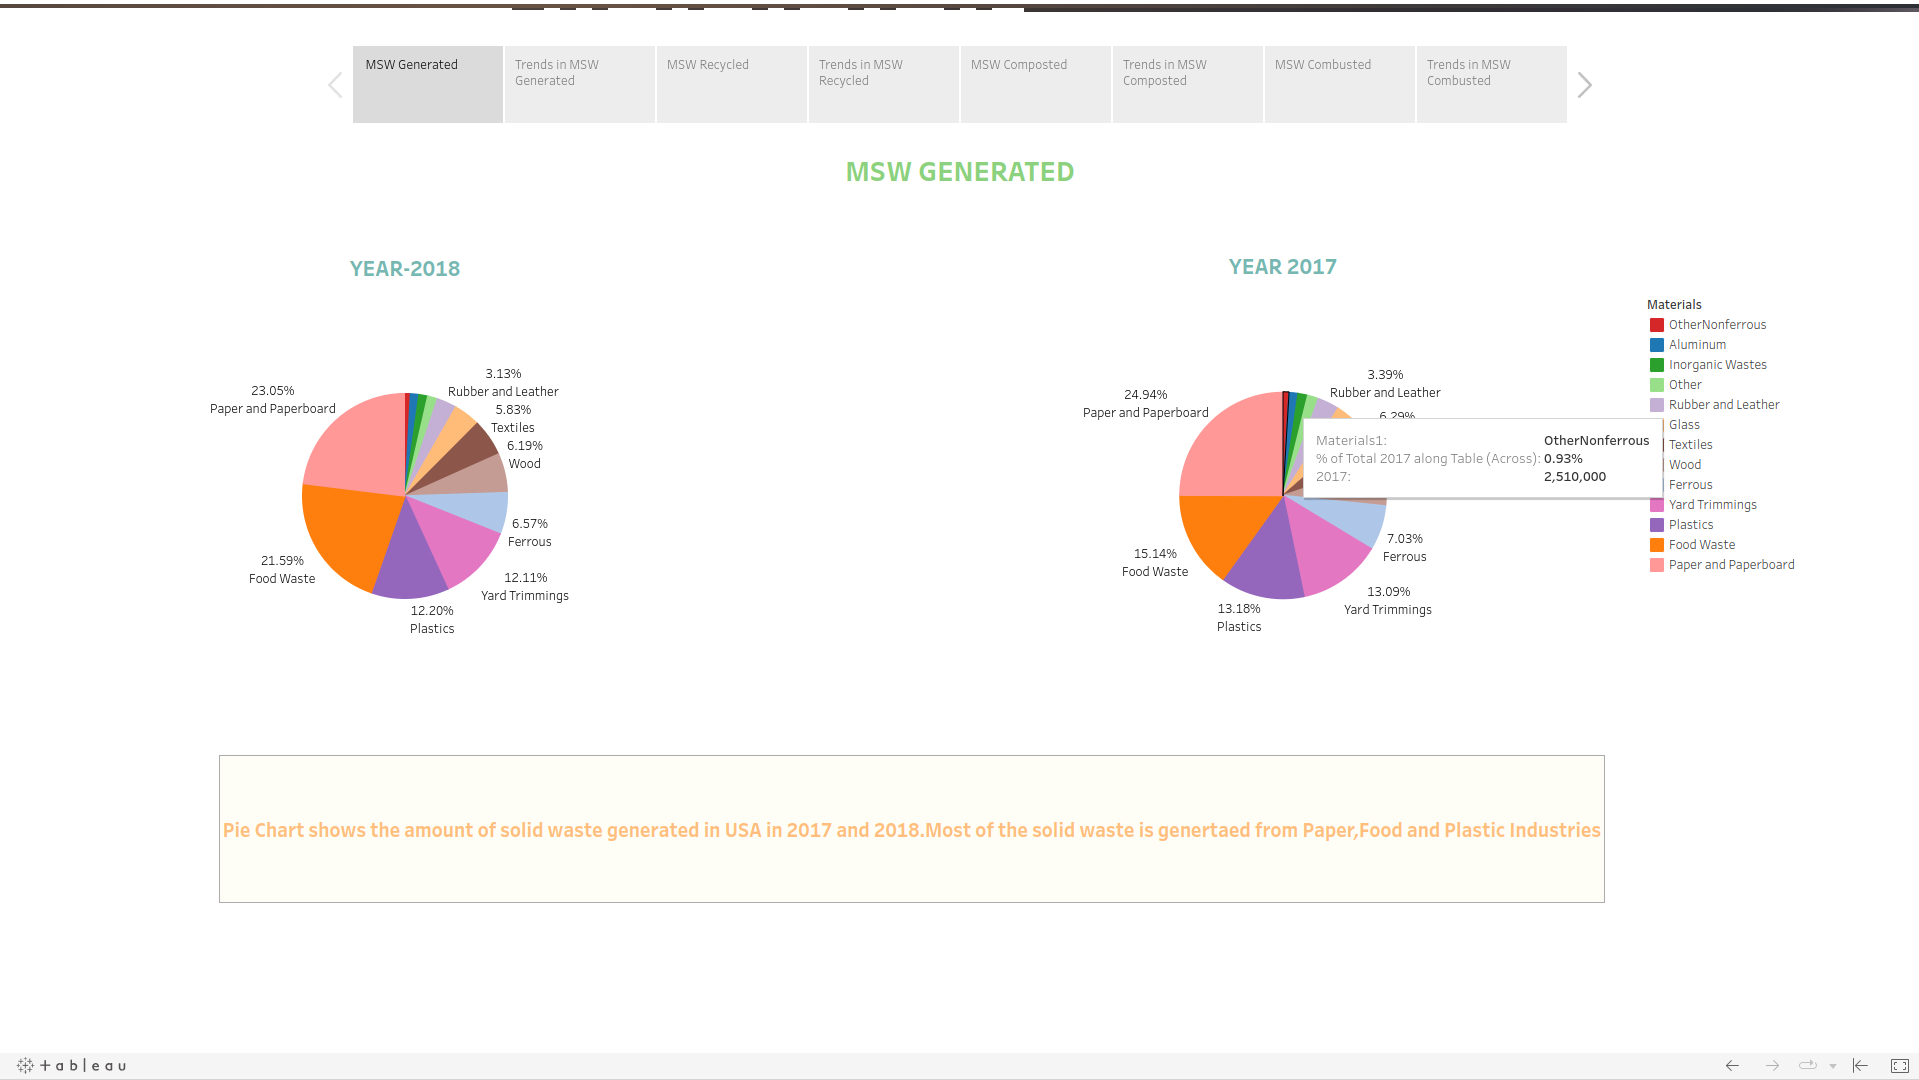 MSW Generated
Trends in MSW
Generated
MSW Recycled
Trends in MSW
Recycled
MSW Composted
Trends in MSW
Composted
MSW Combusted
Trends in MSW
Combusted
MSW GENERATED
YEAR-2018
YEAR 2017
23.05%
Paper and Paperboard
3.13%
Rubber and Leather
5.83%
Textiles
6.19%
Wood
6.57%
Ferrous
12.11%
Yard Trimmings
12.20%
Plastics
21.59%
Food Waste
24.94%
Paper and Paperboard
3.39%
Rubber and Leather
6.29%
Materials1: OtherNonferrous
% of Total 2017 along Table (Across): 0.93%
2017: 2,510,000
7.03%
Ferrous
13.09%
Yard Trimmings
13.18%
Plastics
15.14%
Food Waste
Materials
OtherNonferrous
Aluminum
Inorganic Wastes
Other
Rubber and Leather
Glass
Textiles
Wood
Ferrous
Yard Trimmings
Plastics
Food Waste
Paper and Paperboard
Pie Chart shows the amount of solid waste generated in USA in 2017 and 2018.Most of the solid waste is genertaed from Paper,Food and Plastic Industries
+ableau